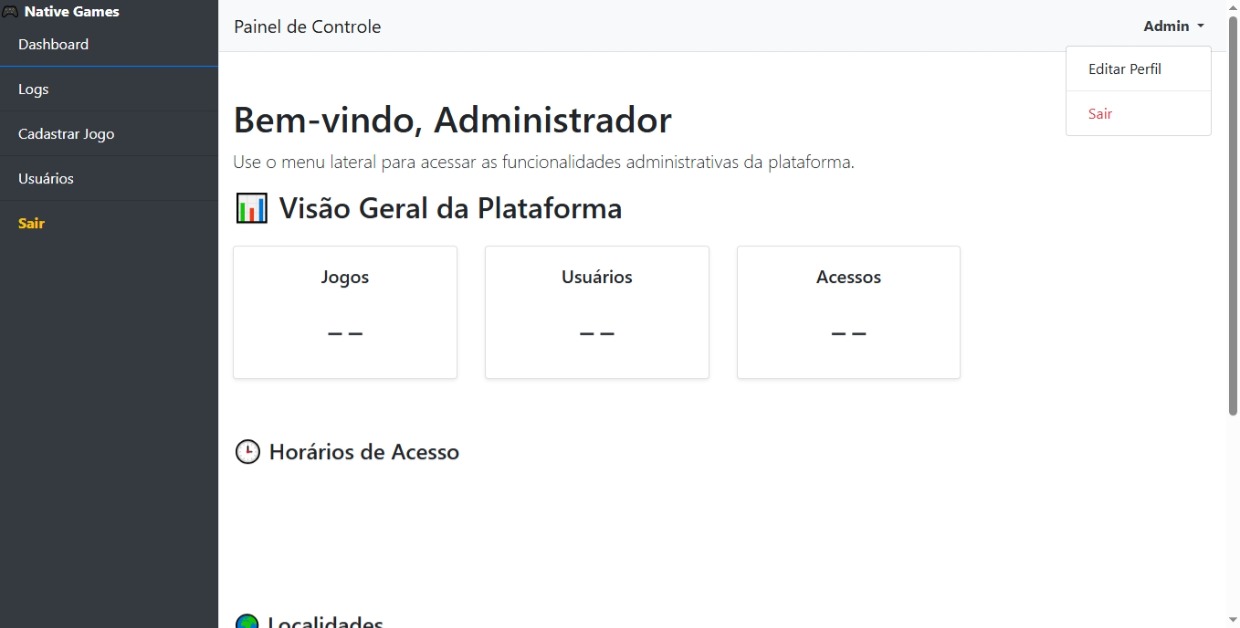 Native Games
Dashboard
Logs
Cadastrar Jogo
Usuários
Sair
Painel de Controle
Admin
Editar Perfil
Sair
Bem-vindo, Administrador
Use o menu lateral para acessar as funcionalidades administrativas da plataforma.
Visão Geral da Plataforma
Jogos
--
Usuários
--
Acessos
--
Horários de Acesso
Localidades